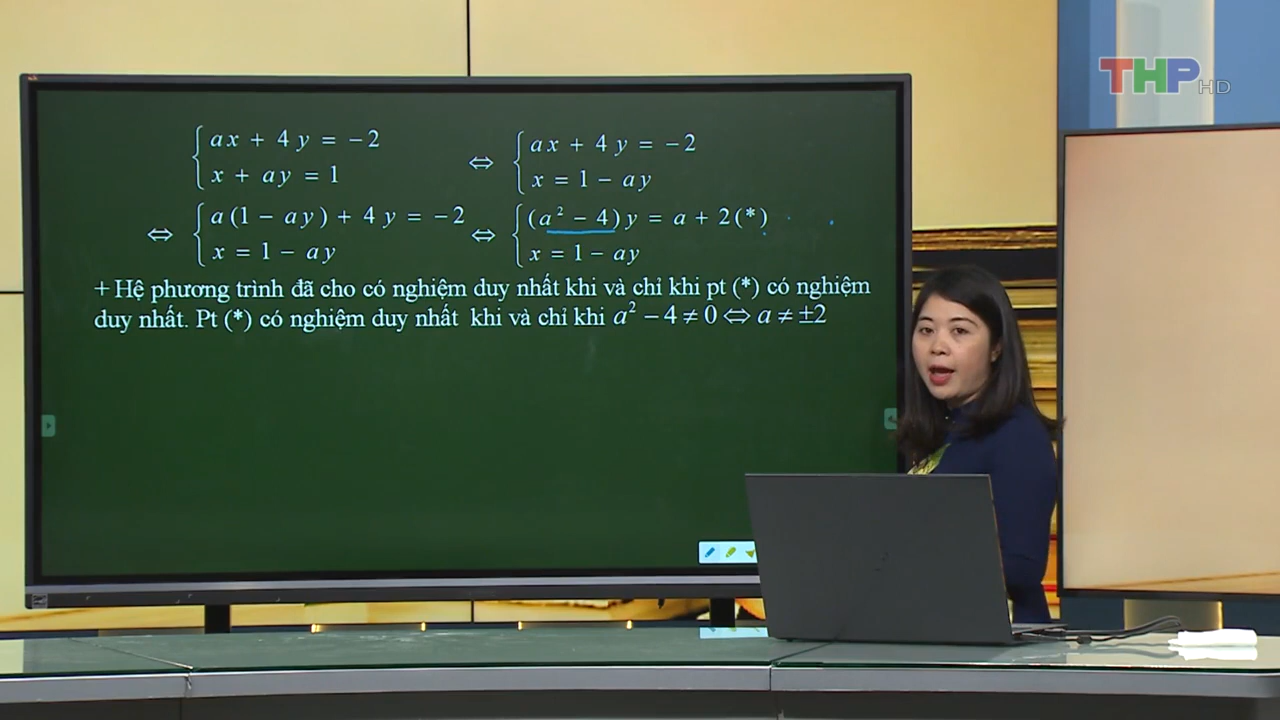 THP HD
ax + 4y = −2 ⇔ ax + 4y = −2
x + ay = 1 x = 1 − ay
⇔ a(1 − ay) + 4y = −2 ⇔ (a² − 4)y = a + 2(*)
x = 1 − ay x = 1 − ay
+ Hệ phương trình đã cho có nghiệm duy nhất khi và chỉ khi pt (*) có nghiệm
duy nhất. Pt (*) có nghiệm duy nhất khi và chỉ khi a² − 4 ≠ 0 ⇔ a ≠ ±2